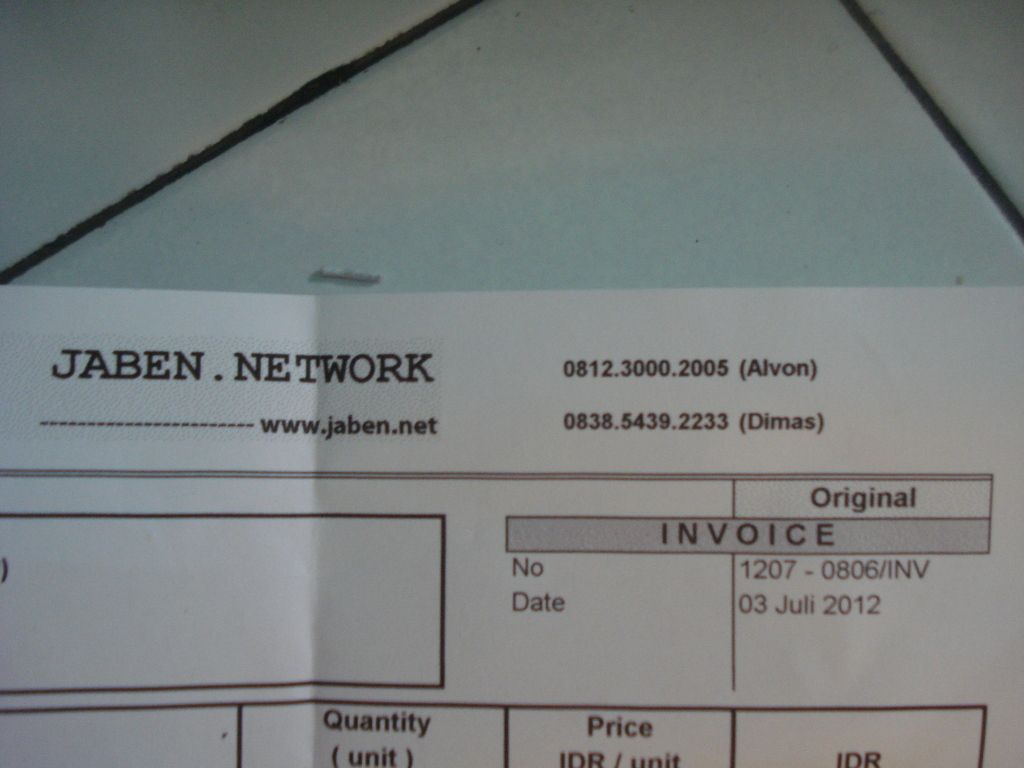 JABEN.NETWORK
www.jaben.net
0812.3000.2005 (Alvon)
0838.5439.2233 (Dimas)
Original
INVOICE
)
No 1207 - 0806/INV
Date 03 Juli 2012
Quantity
( unit )
Price
IDR / unit
IDR